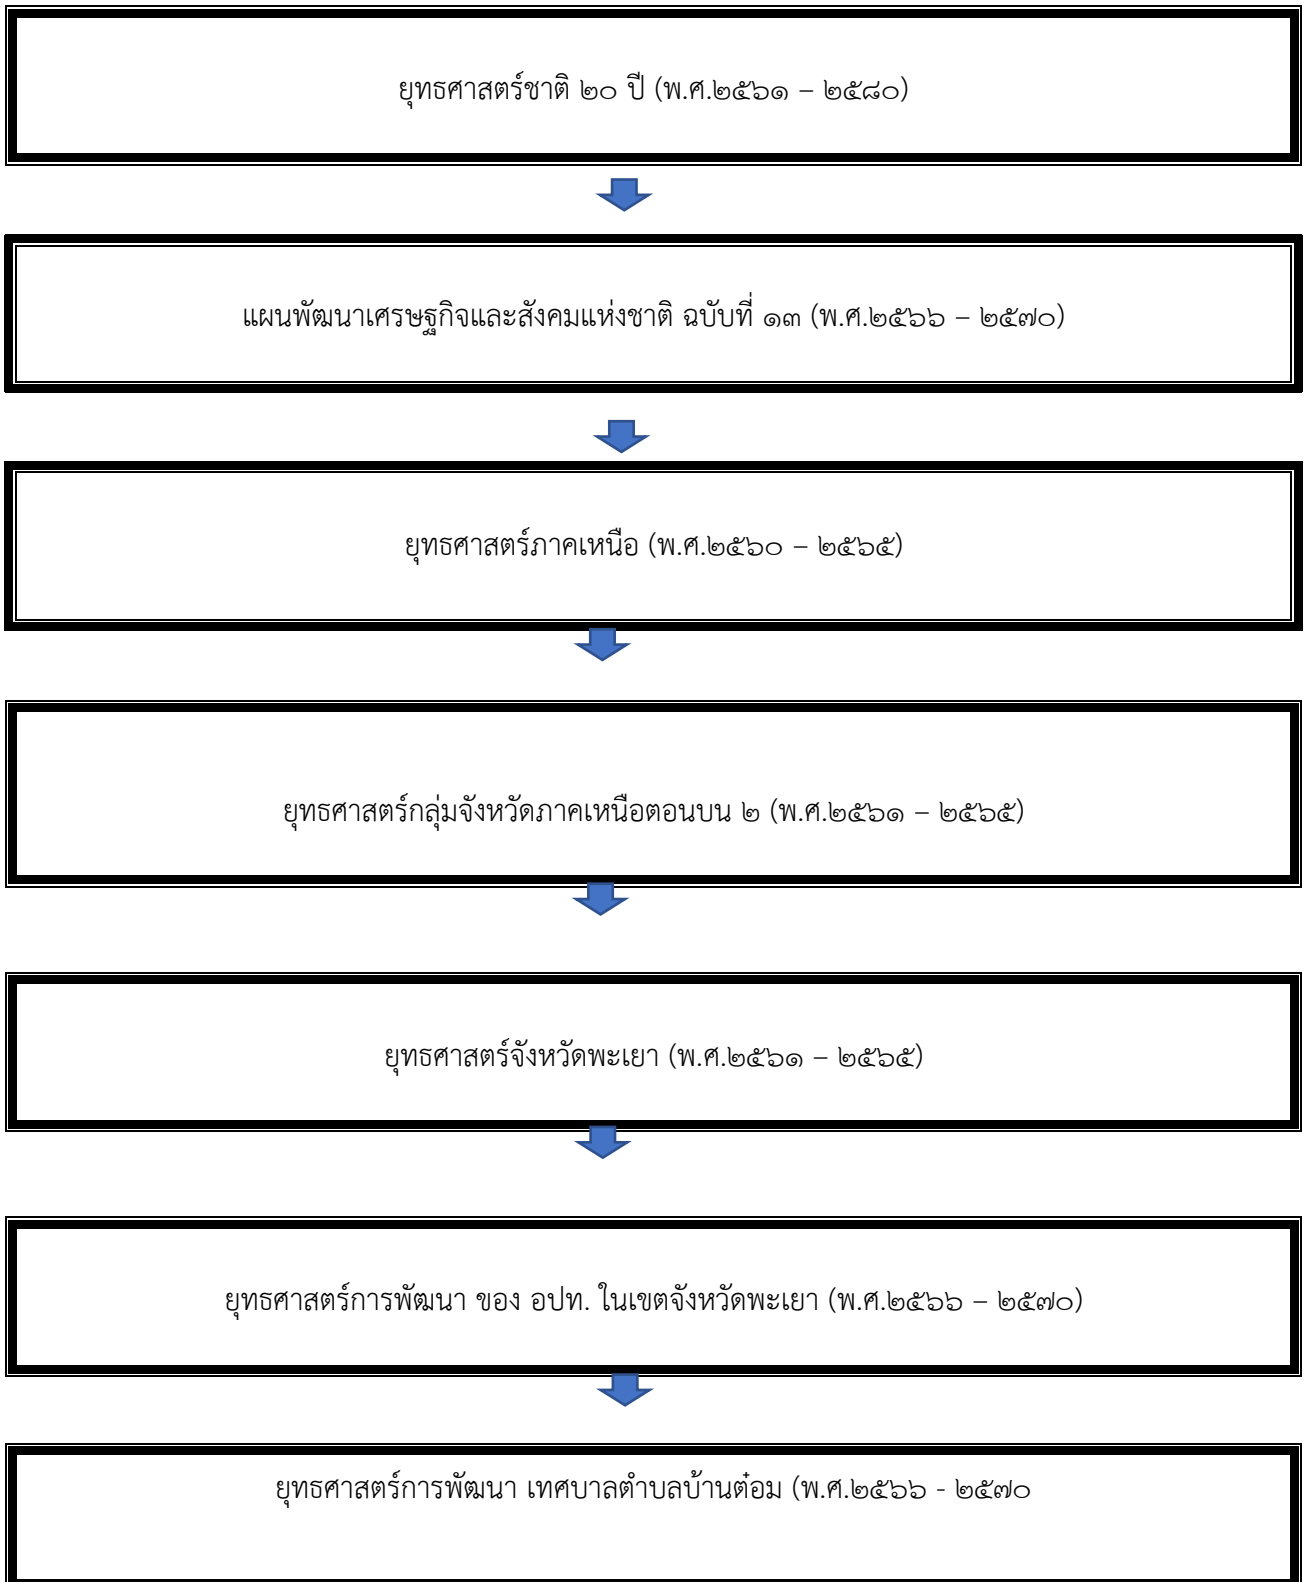 ยุทธศาสตร์ชาติ ๒๐ ปี (พ.ศ.๒๕๖๑ – ๒๕๘๐)
แผนพัฒนาเศรษฐกิจและสังคมแห่งชาติ ฉบับที่ ๑๓ (พ.ศ.๒๕๖๖ – ๒๕๗๐)
ยุทธศาสตร์ภาคเหนือ (พ.ศ.๒๕๖๐ – ๒๕๖๕)
ยุทธศาสตร์กลุ่มจังหวัดภาคเหนือตอนบน ๒ (พ.ศ.๒๕๖๑ – ๒๕๖๕)
ยุทธศาสตร์จังหวัดพะเยา (พ.ศ.๒๕๖๑ – ๒๕๖๕)
ยุทธศาสตร์การพัฒนา ของ อปท. ในเขตจังหวัดพะเยา (พ.ศ.๒๕๖๖ – ๒๕๗๐)
ยุทธศาสตร์การพัฒนา เทศบาลตำบลบ้านต๋อม (พ.ศ.๒๕๖๖ - ๒๕๗๐